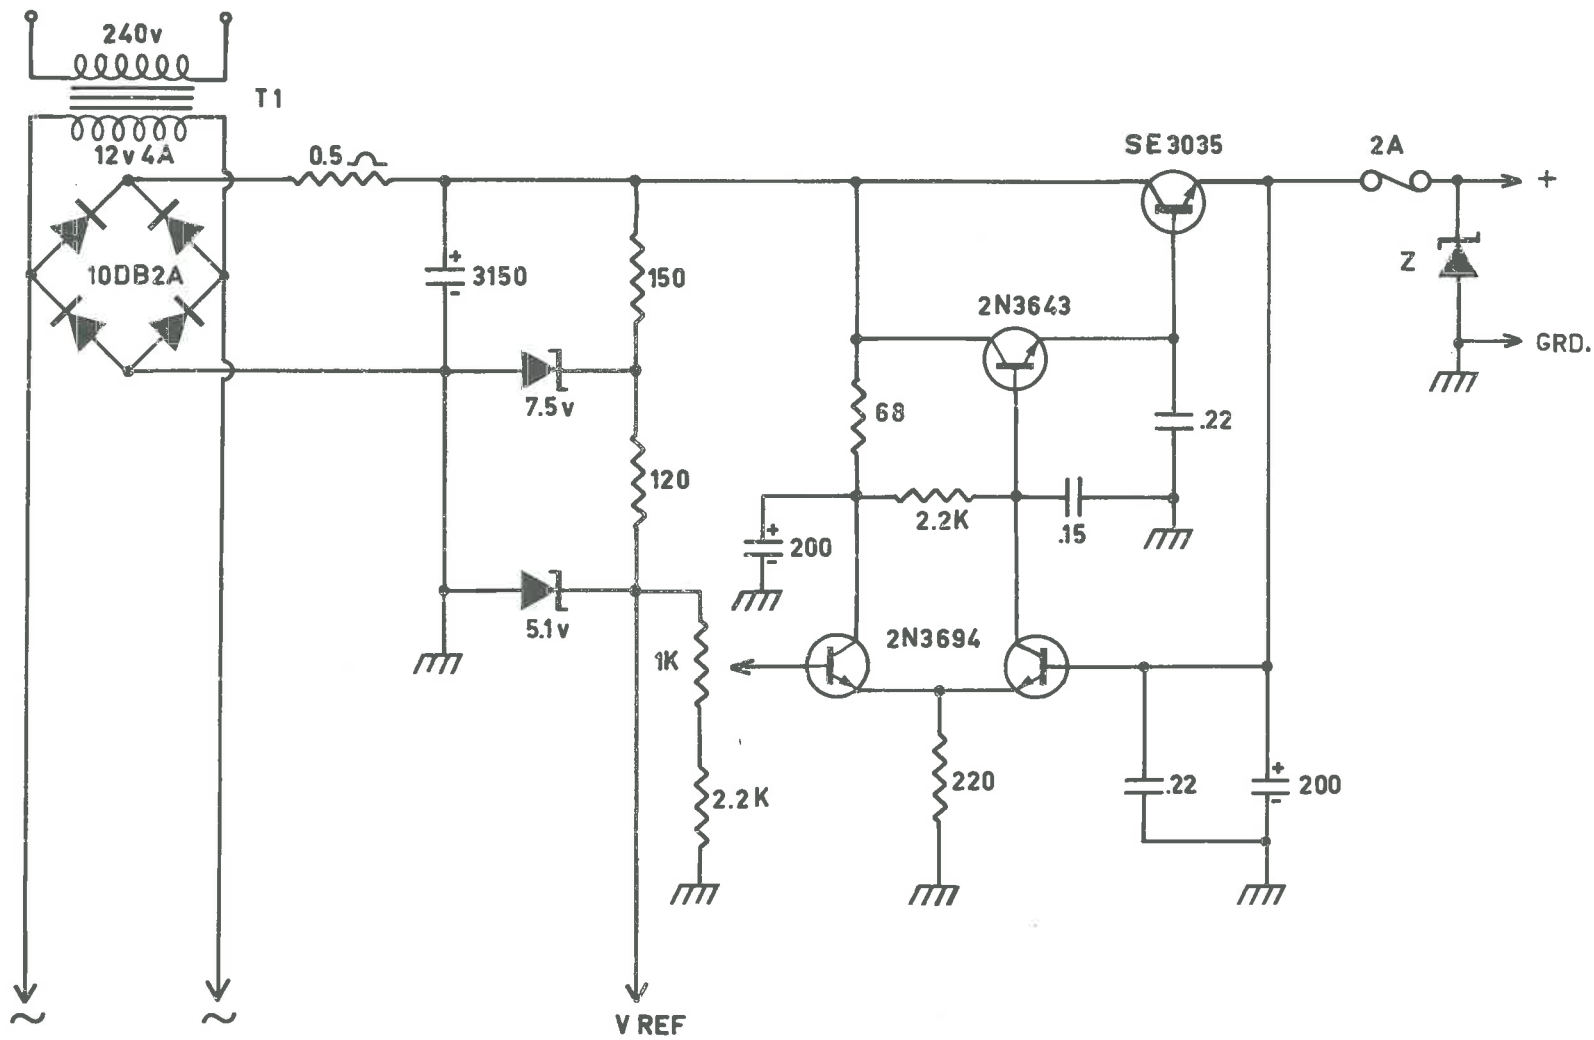 240v
T1
12v 4A
0.5
SE3035
2A
+
10DB2A
+
3150
-
150
Z
2N3643
GRD.
7.5v
68
.22
120
2.2K
.15
+
200
-
5.1v
2N3694
1K
2.2K
220
.22
+
200
-
~
~
V REF